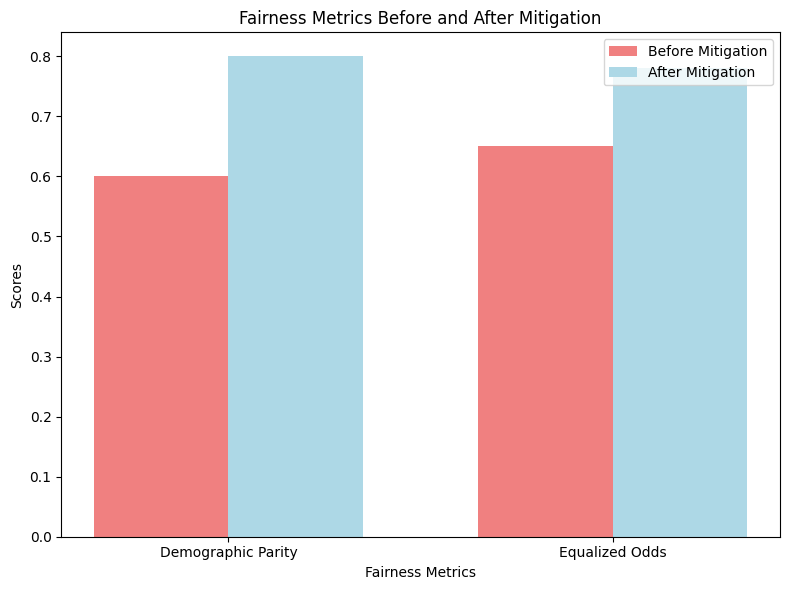 Fairness Metrics Before and After Mitigation
Before Mitigation
After Mitigation
0.8
0.7
0.6
0.5
0.4
0.3
0.2
0.1
0.0
Scores
Demographic Parity
Equalized Odds
Fairness Metrics